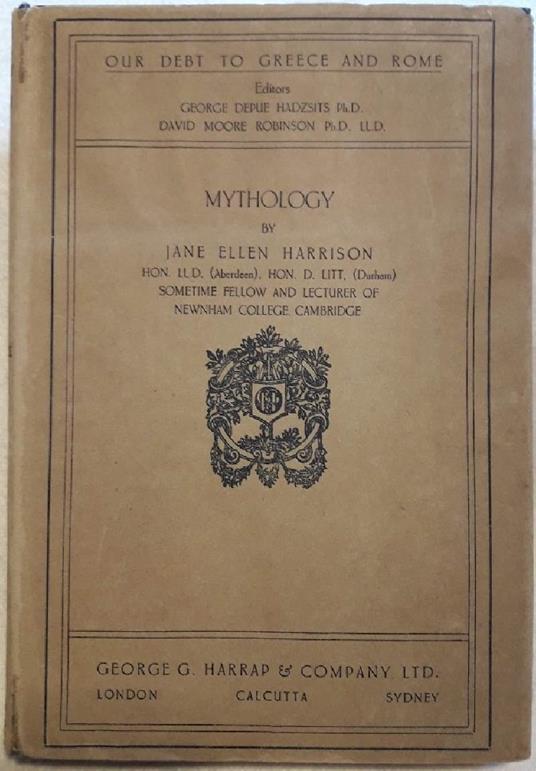 OUR DEBT TO GREECE AND ROME
Editors
GEORGE DEPUE HADZSITS Ph.D.
DAVID MOORE ROBINSON Ph.D. LL.D.
MYTHOLOGY
BY
JANE ELLEN HARRISON
HON. LL.D. (Aberdeen), HON. D. LITT. (Durham)
SOMETIME FELLOW AND LECTURER OF
NEWNHAM COLLEGE CAMBRIDGE
GEORGE G. HARRAP & COMPANY LTD.
LONDON CALCUTTA SYDNEY